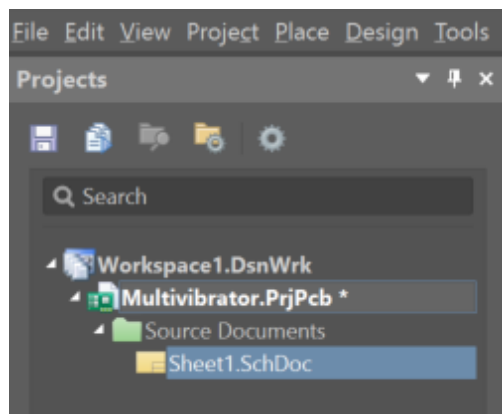 File Edit View Project Place Design Tools
Projects
Search
Workspace1.DsnWrk
Multivibrator.PrjPcb *
Source Documents
Sheet1.SchDoc